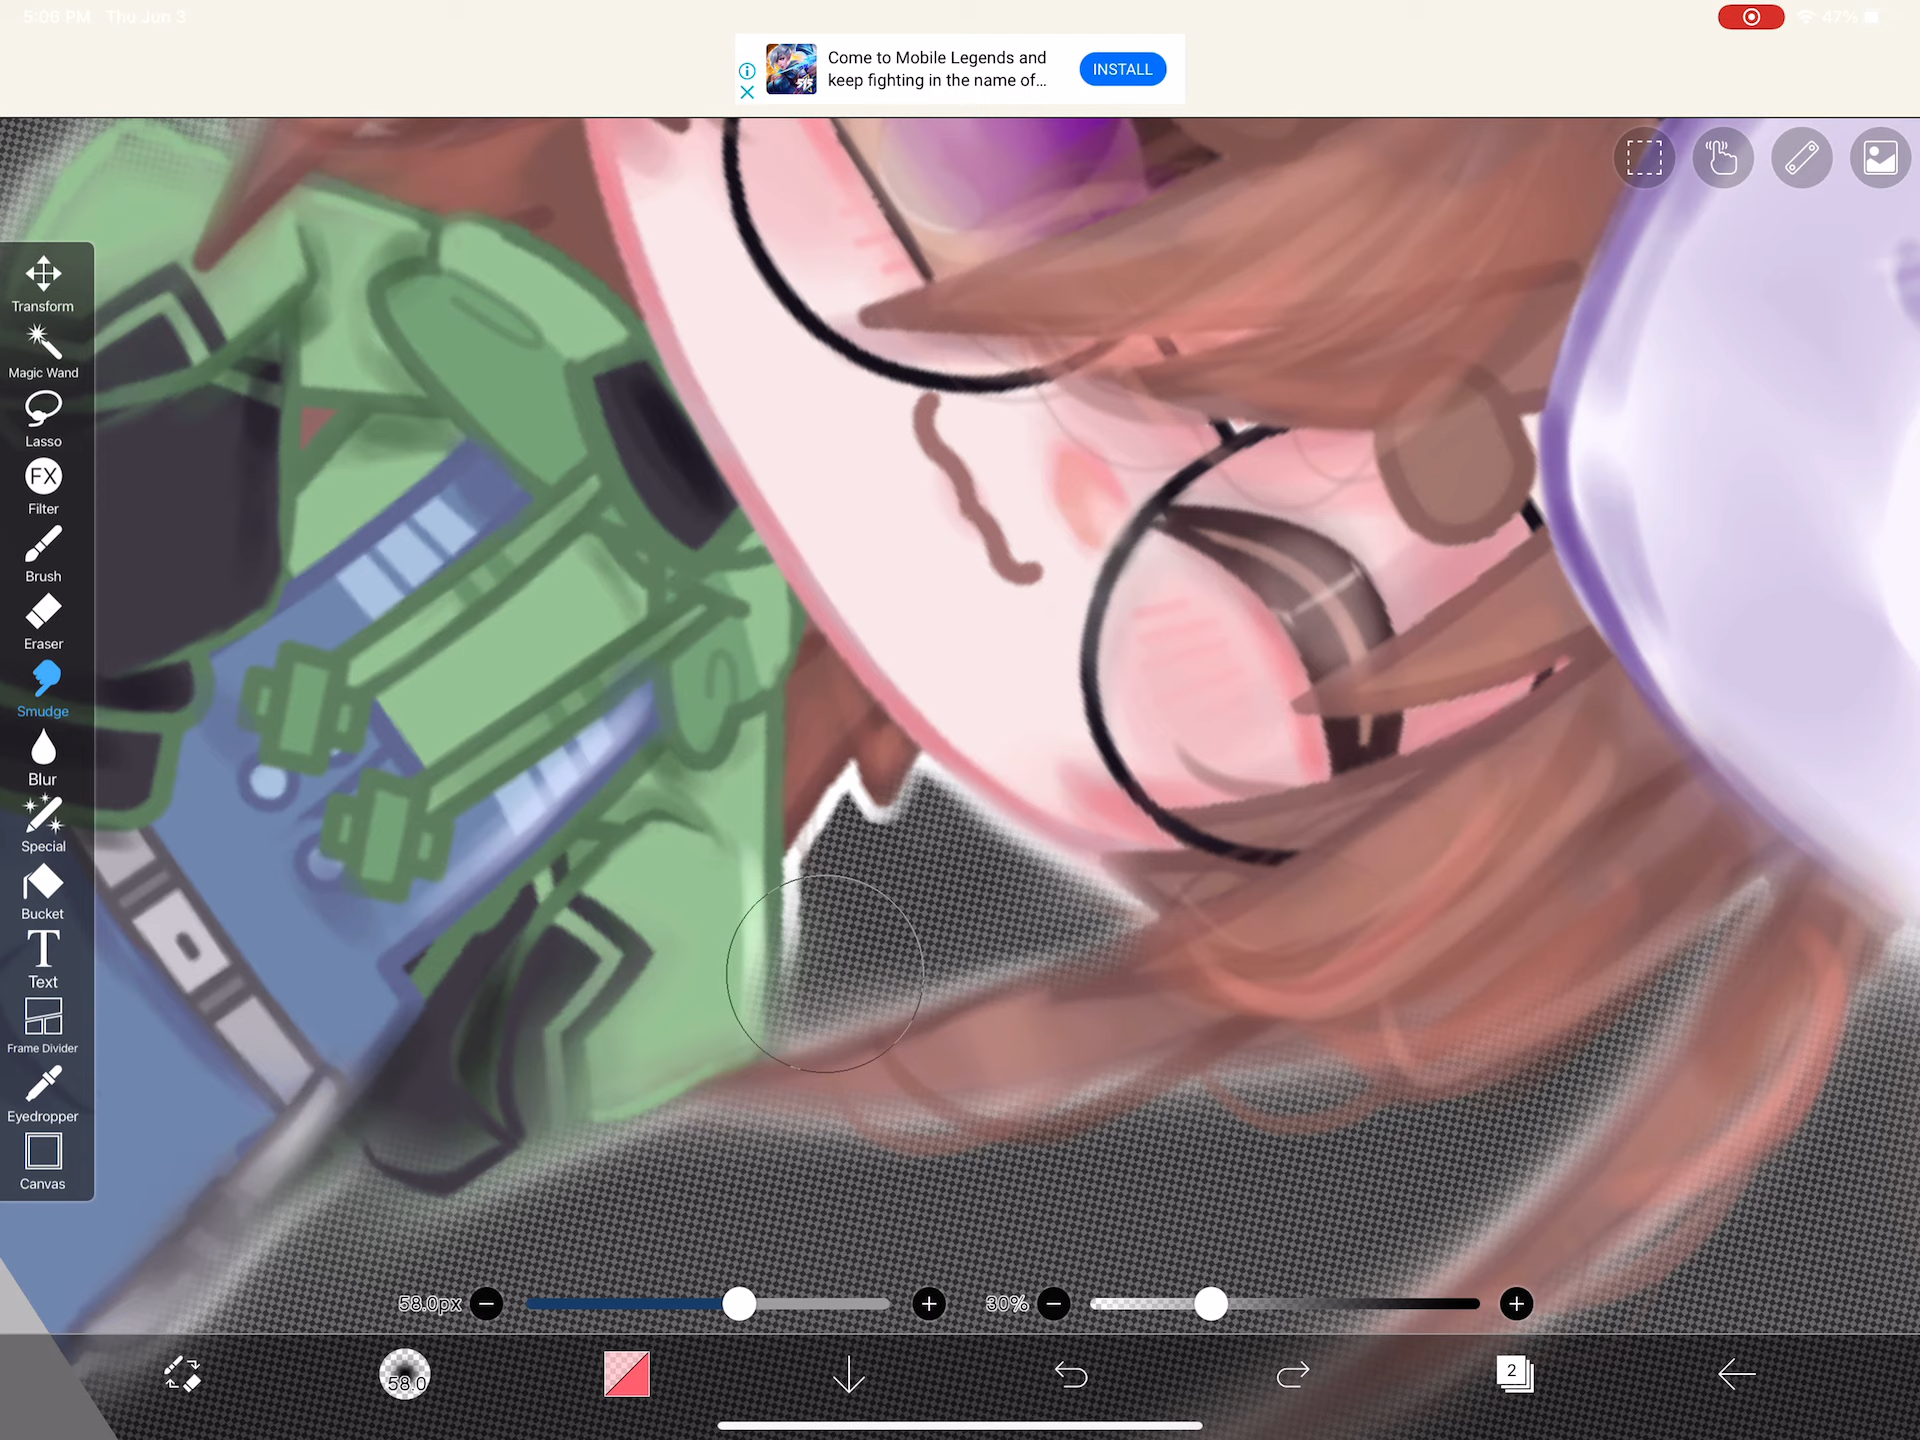 5:06 PM Thu Jun 3
47%
Come to Mobile Legends and
keep fighting in the name of...
INSTALL
515
Transform
Magic Wand
Lasso
FX
Filter
Brush
Eraser
Smudge
Blur
Special
Bucket
T
Text
Frame Divider
Eyedropper
Canvas
58.0px
30%
58.0
2